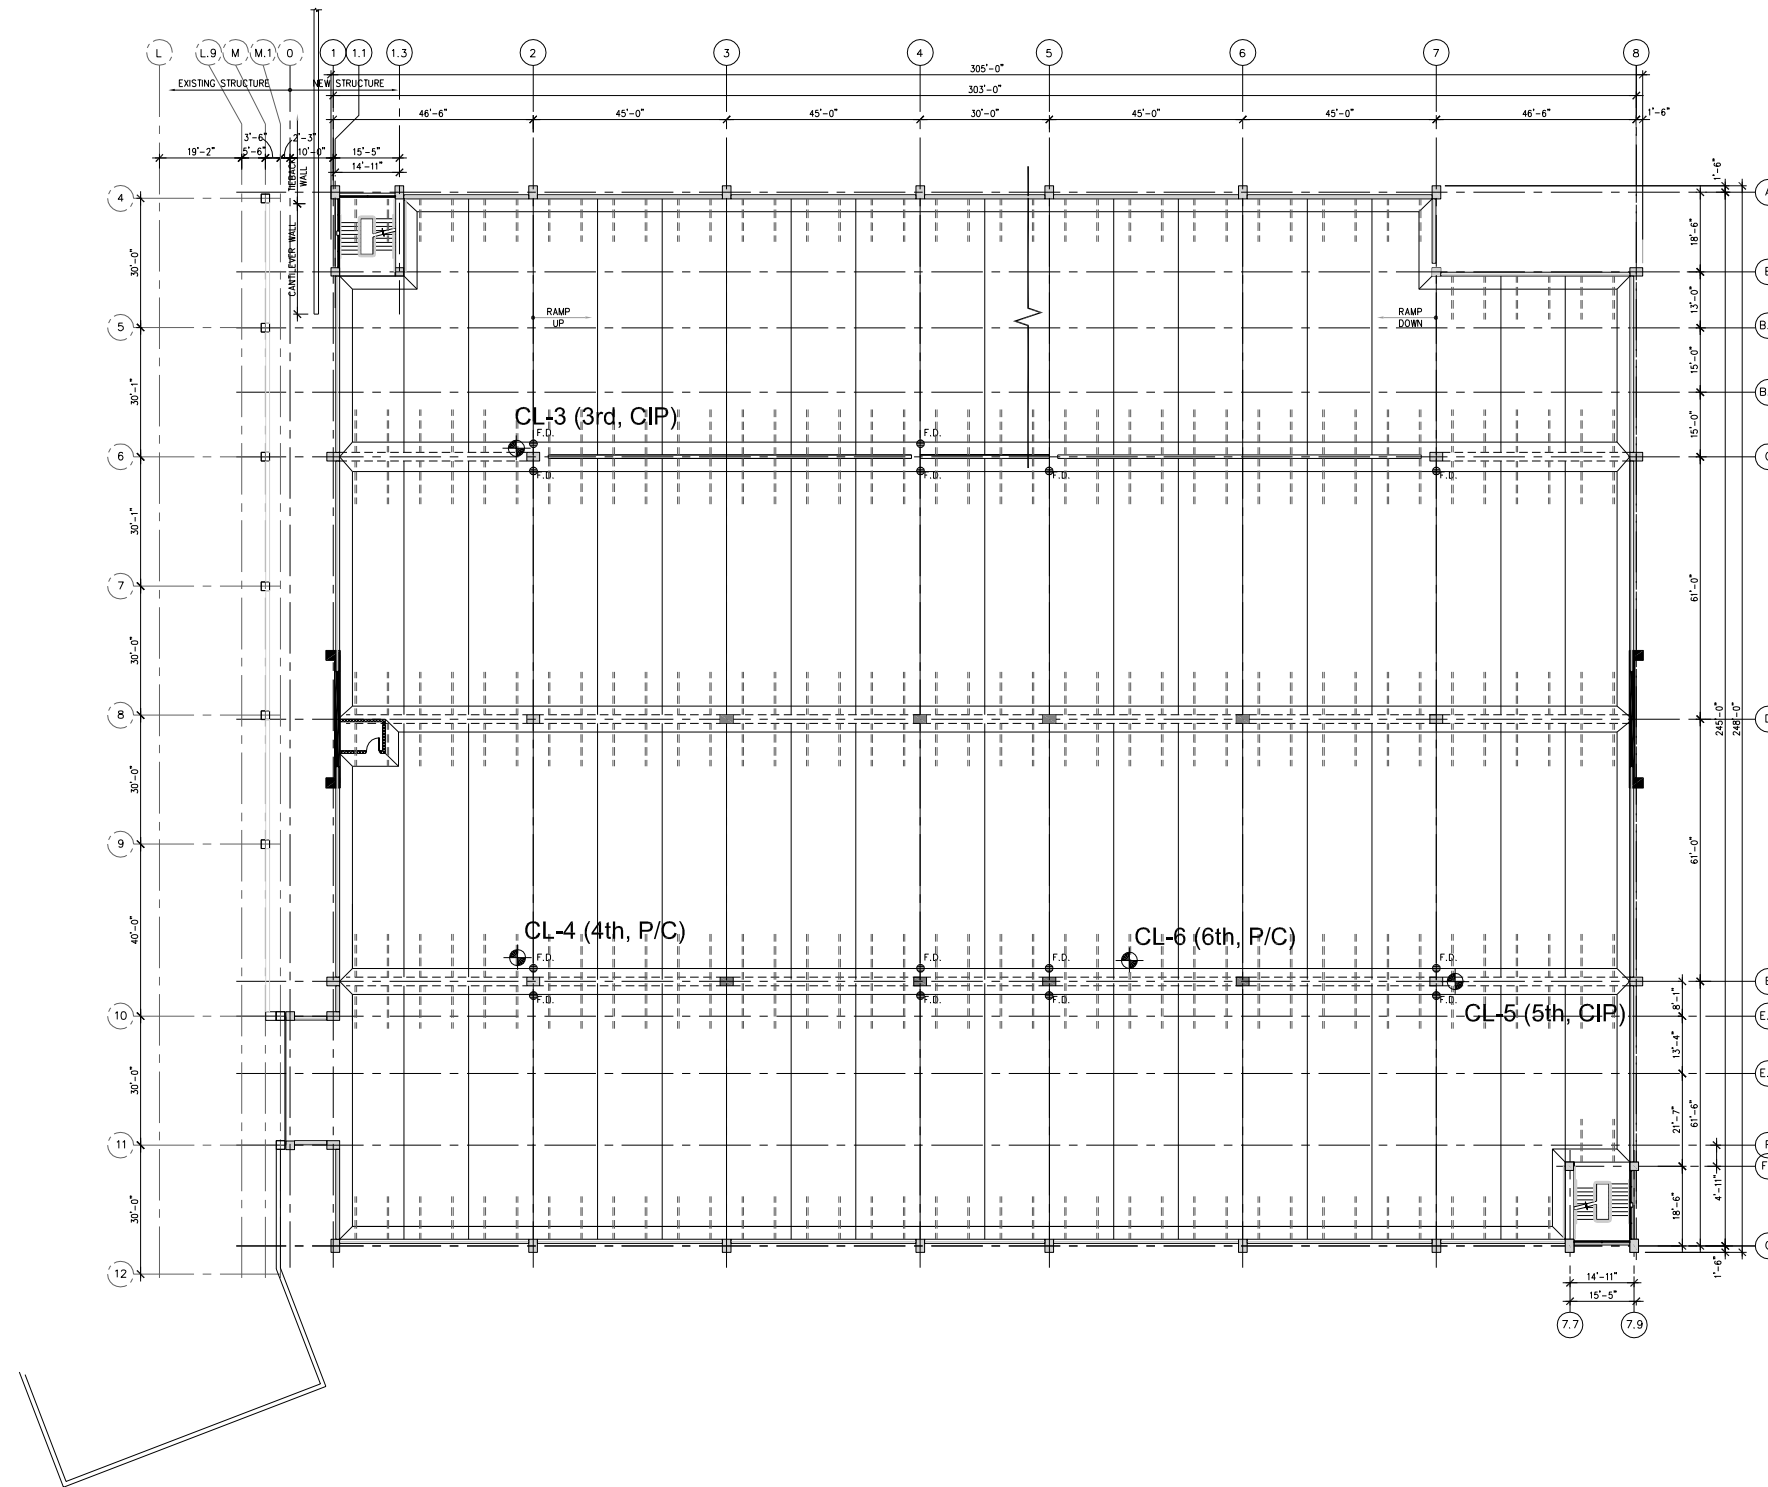 L
L.9
M
M.1
0
1
1.1
1.3
2
3
4
5
6
7
8
305'-0"
EXISTING STRUCTURE
NEW STRUCTURE
303'-0"
46'-6"
45'-0"
45'-0"
30'-0"
45'-0"
45'-0"
46'-6"
1'-6"
3'-6"
2'-3"
19'-2"
5'-6"
10'-0"
15'-5"
14'-11"
TIEBACK
WALL
CANTILEVER WALL
1'-6"
4
A
30'-0"
18'-6"
13'-0"
RAMP
UP
RAMP
DOWN
5
30'-1"
15'-0"
15'-0"
CL-3 (3rd, CIP)
F.D.
F.D.
6
F.D.
F.D.
F.D.
F.D.
30'-1"
61'-0"
7
30'-0"
8
D
245'-0"
248'-0"
30'-0"
9
61'-0"
40'-0"
CL-4 (4th, P/C)
CL-6 (6th, P/C)
F.D.
F.D.
F.D.
F.D.
E
F.D.
F.D.
F.D.
F.D.
8'-1"
CL-5 (5th, CIP)
10
13'-4"
30'-0"
61'-6"
21'-7"
11
30'-0"
4'-11"
18'-6"
12
1'-6"
14'-11"
15'-5"
7.7
7.9